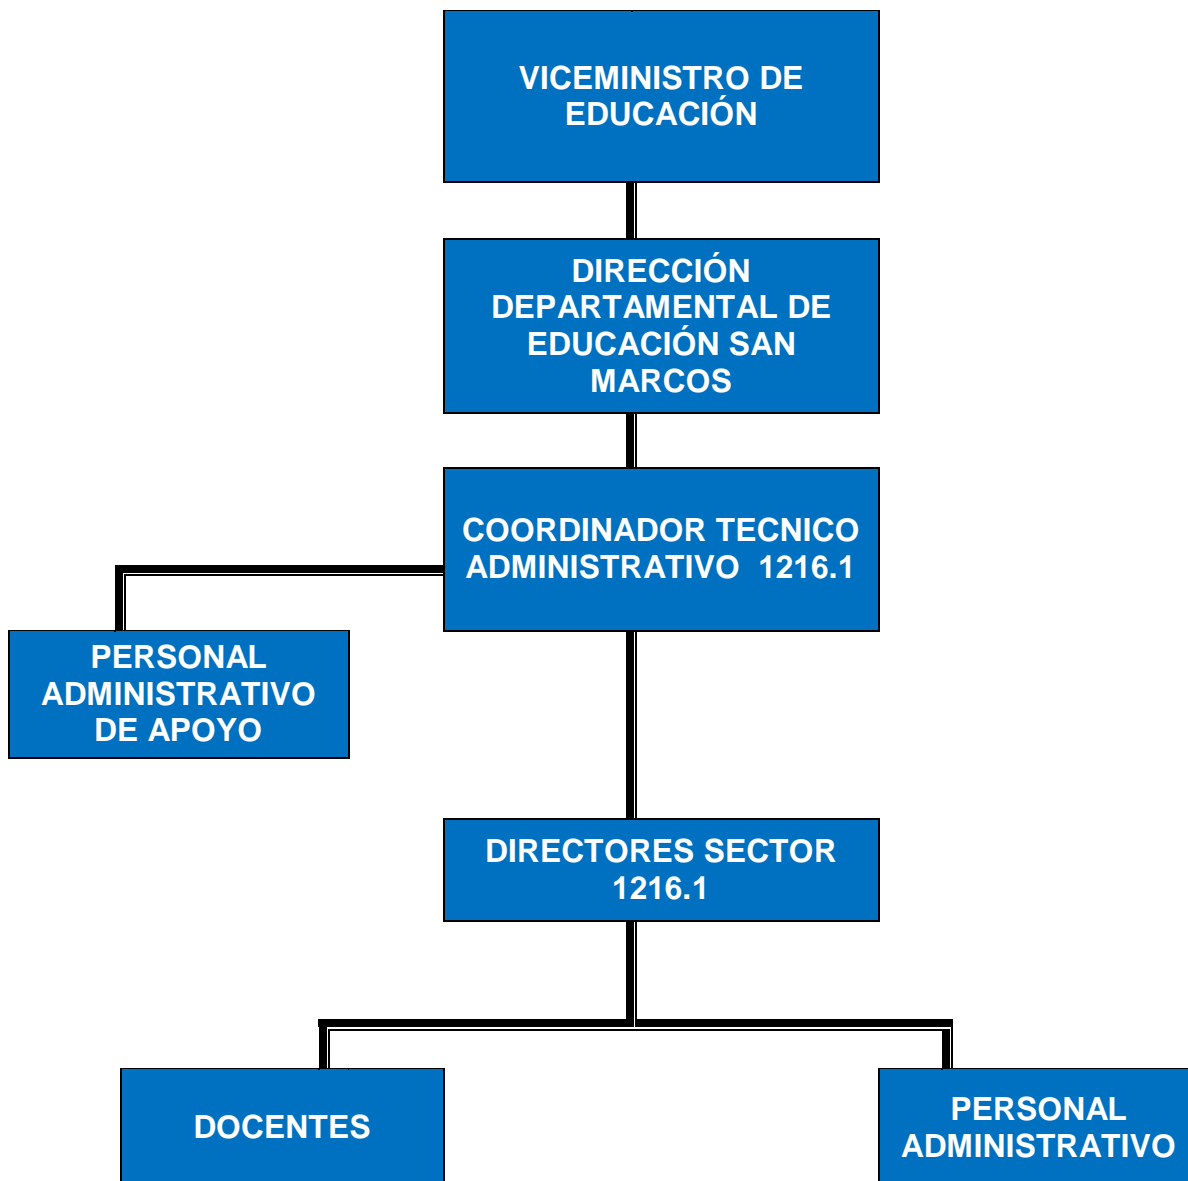 VICEMINISTRO DE
EDUCACIÓN
DIRECCIÓN
DEPARTAMENTAL DE
EDUCACIÓN SAN
MARCOS
COORDINADOR TECNICO
ADMINISTRATIVO 1216.1
PERSONAL
ADMINISTRATIVO
DE APOYO
DIRECTORES SECTOR
1216.1
DOCENTES
PERSONAL
ADMINISTRATIVO